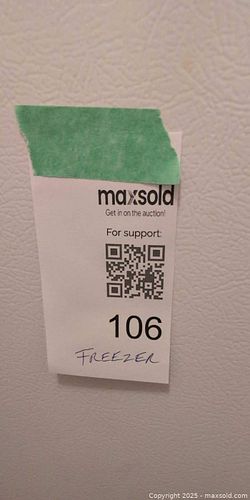 maxsold
Get in on the auction!
For support:
106
FREEZER
Copyright 2025 - maxsold.com